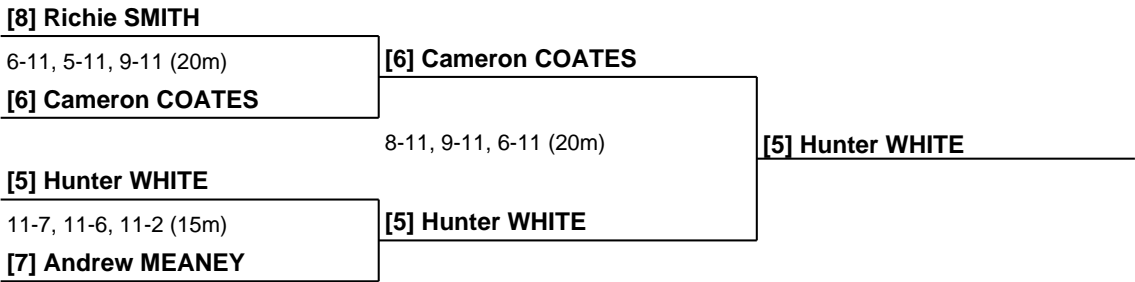 [8] Richie SMITH
6-11, 5-11, 9-11 (20m)
[6] Cameron COATES
[6] Cameron COATES
8-11, 9-11, 6-11 (20m)
[5] Hunter WHITE
[5] Hunter WHITE
11-7, 11-6, 11-2 (15m)
[5] Hunter WHITE
[7] Andrew MEANEY